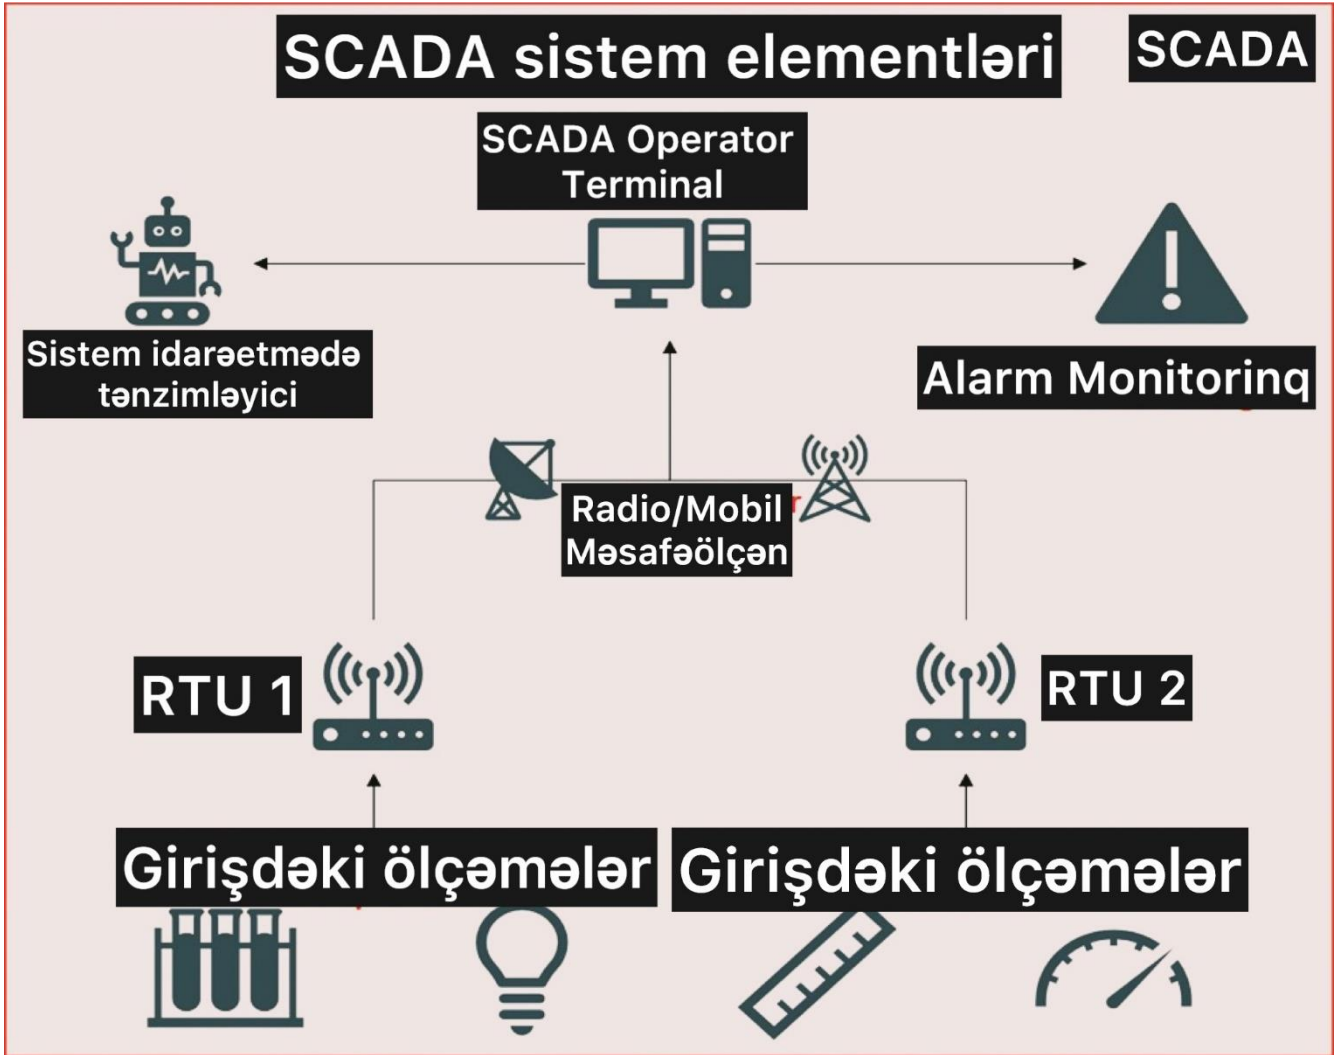 SCADA sistem elementləri
SCADA
SCADA Operator
Terminal
Sistem idarəetmədə
tənzimləyici
Alarm Monitorinq
Radio/Mobil
Məsafəölçən
RTU 1
RTU 2
Girişdəki ölçəmələr
Girişdəki ölçəmələr